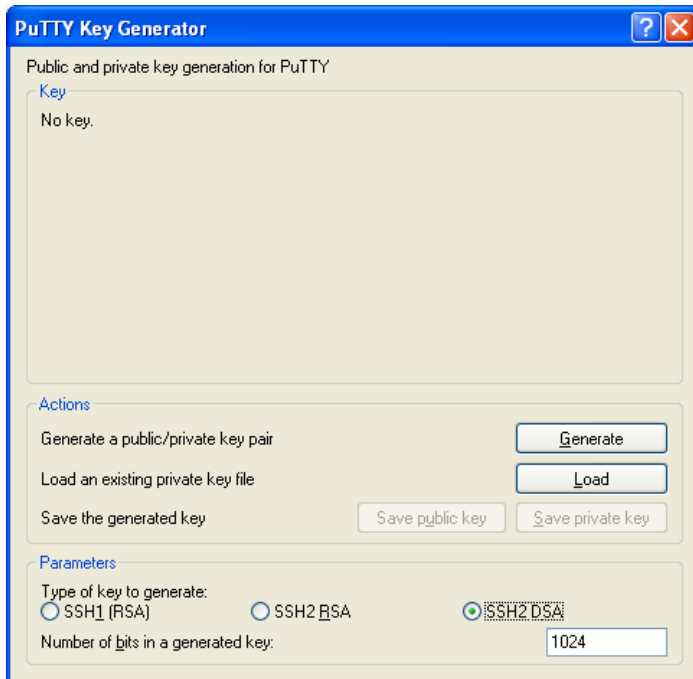 PuTTY Key Generator
Public and private key generation for PuTTY
Key
No key.
Actions
Generate a public/private key pair Generate
Load an existing private key file Load
Save the generated key Save public key Save private key
Parameters
Type of key to generate:
SSH1 (RSA) SSH2 RSA SSH2 DSA
Number of bits in a generated key: 1024